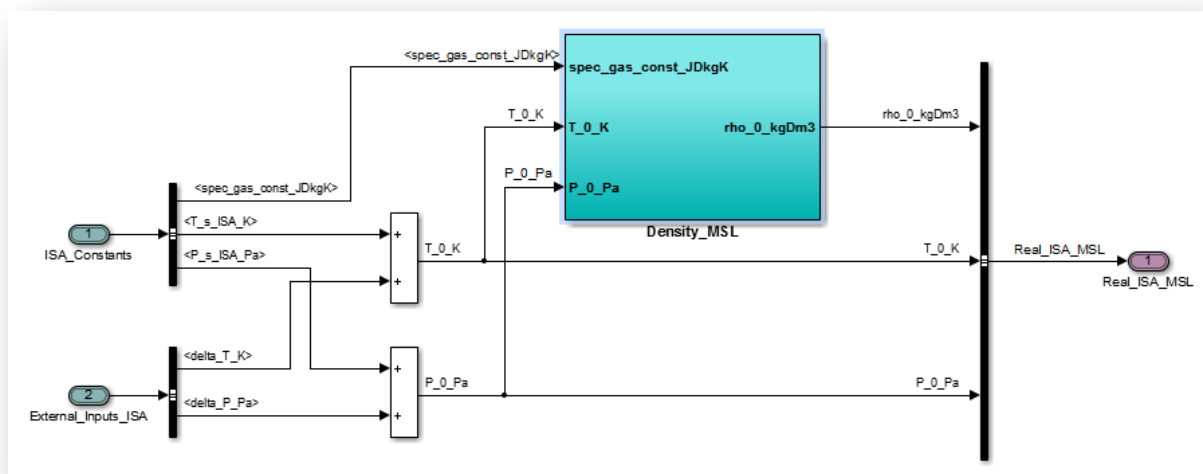 <spec_gas_const_JDkgK>
spec_gas_const_JDkgK
T_0_K
T_0_K
rho_0_kgDm3
rho_0_kgDm3
P_0_Pa
P_0_Pa
Density_MSL
<spec_gas_const_JDkgK>
<T_s_ISA_K>
+
1
ISA_Constants
<P_s_ISA_Pa>
T_0_K
+
T_0_K
Real_ISA_MSL
1
Real_ISA_MSL
<delta_T_K>
+
2
External_Inputs_ISA
<delta_P_Pa>
P_0_Pa
+
P_0_Pa